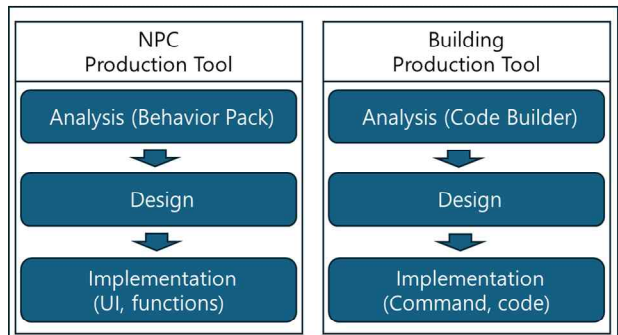 NPC
Production Tool
Analysis (Behavior Pack)
Design
Implementation
(UI, functions)
Building
Production Tool
Analysis (Code Builder)
Design
Implementation
(Command, code)